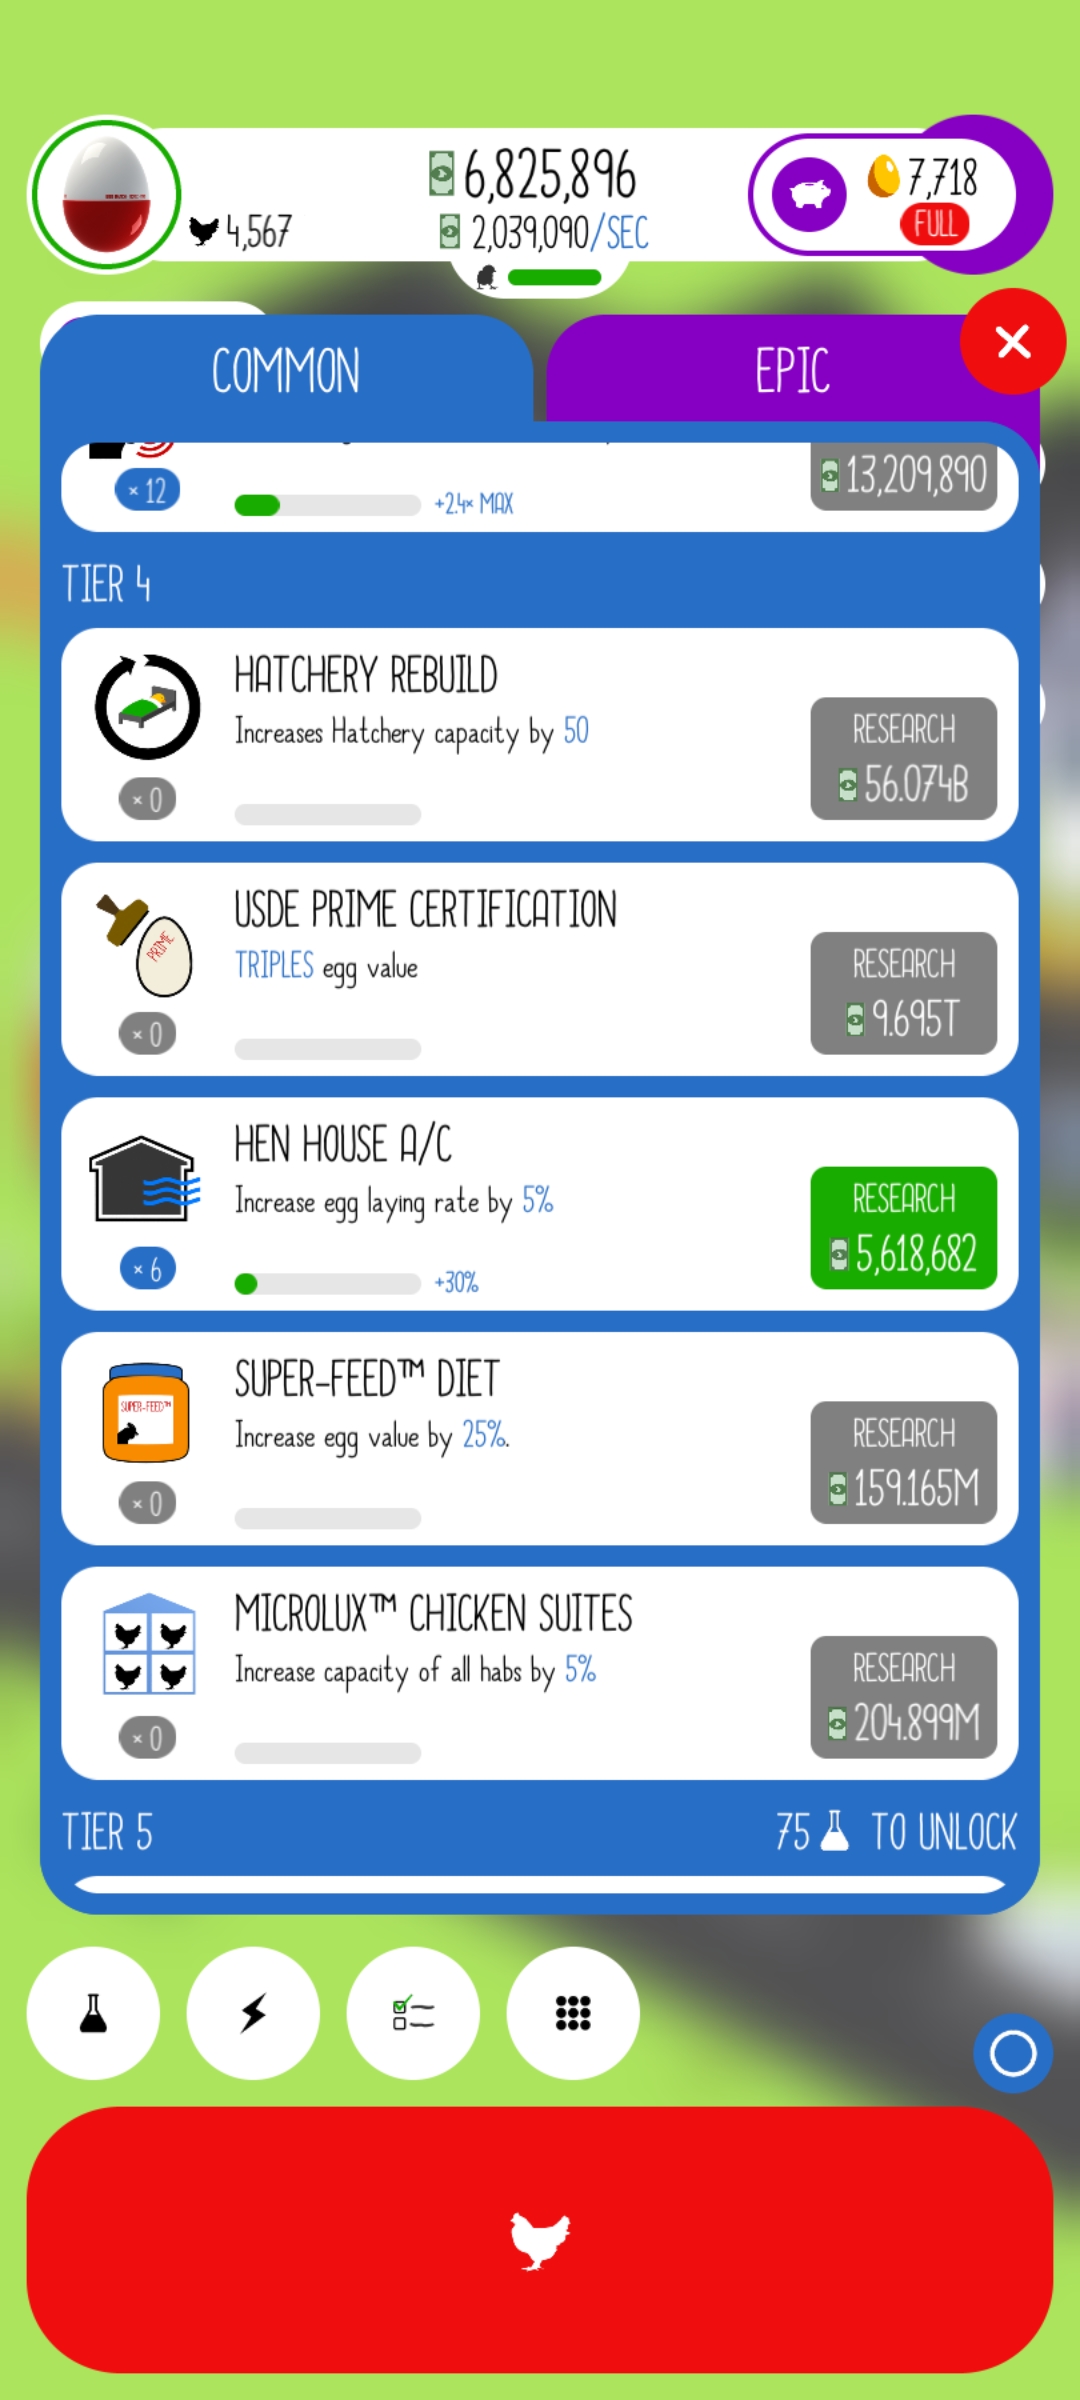 6,825,896
7,718
4,567
2,039,090/SEC
FULL
COMMON
EPIC
13,209,890
× 12
+2.4× MAX
TIER 4
HATCHERY REBUILD
Increases Hatchery capacity by 50
RESEARCH
56.074B
× 0
USDE PRIME CERTIFICATION
TRIPLES egg value
PRIME
RESEARCH
9.695T
× 0
HEN HOUSE A/C
Increase egg laying rate by 5%
RESEARCH
5,618,682
× 6
+30%
SUPER-FEED™ DIET
SUPER-FEED™
Increase egg value by 25%.
RESEARCH
159.165M
× 0
MICROLUX™ CHICKEN SUITES
Increase capacity of all habs by 5%
RESEARCH
204.899M
× 0
TIER 5
75 TO UNLOCK